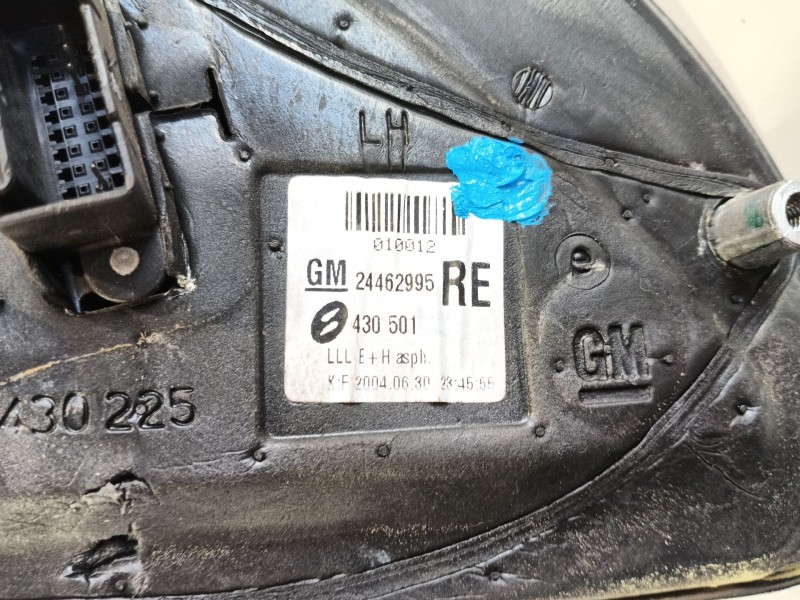 LH
010012
GM 24462995 RE
430 501
LLL E+H asph.
K:F 2004.06.30 23:45:55
430 225
GM